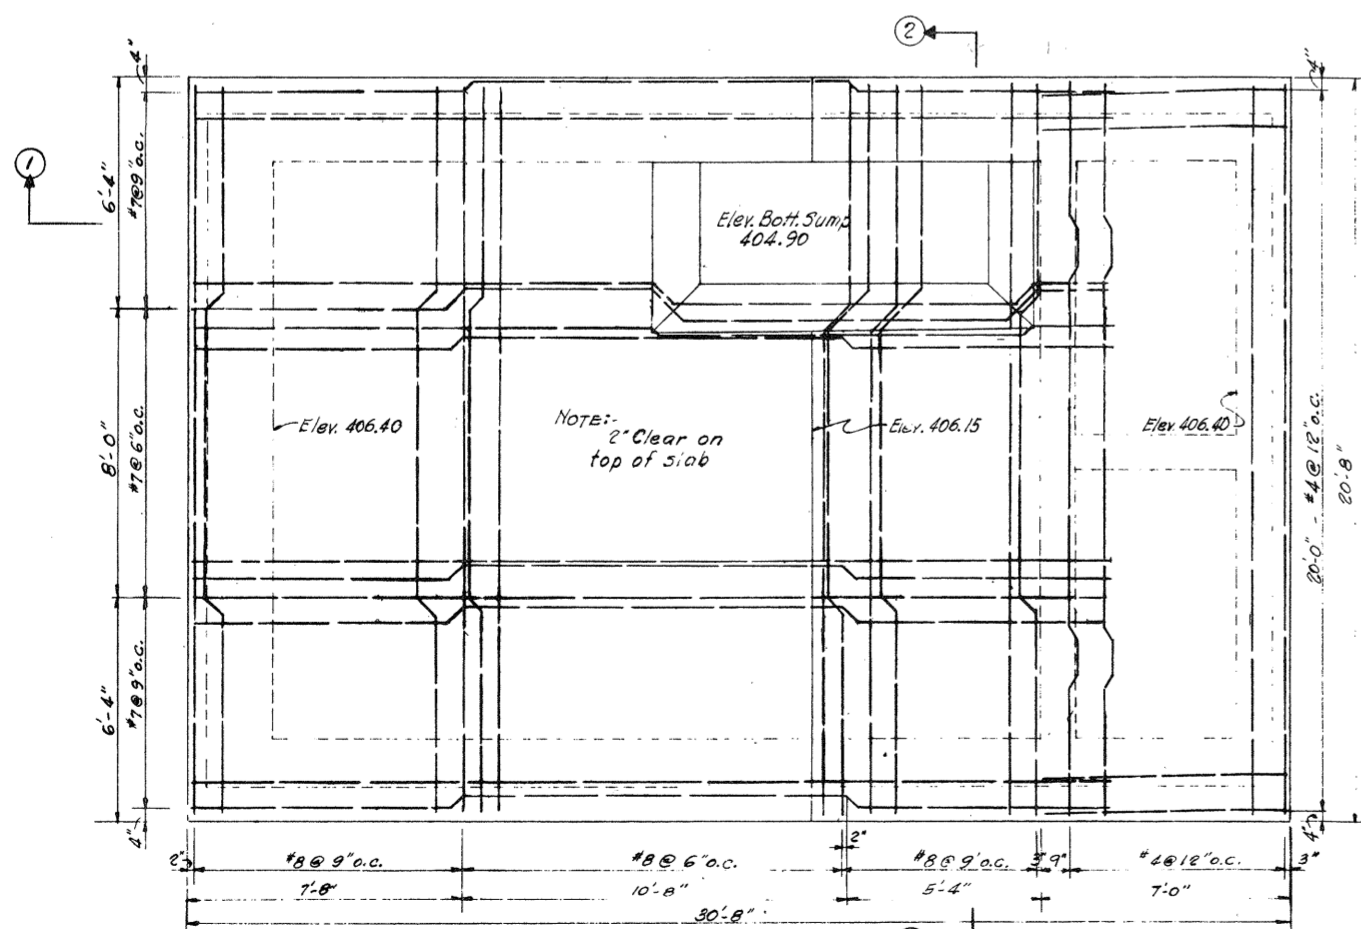 2
1
4"
6'-4"
#7@9"o.c.
8'-0"
#7@6"o.c.
6'-4"
#7@9"o.c.
4"
Elev. Bott. Sump
404.90
Elev. 406.40
NOTE:-
2" Clear on
top of slab
Elev. 406.15
Elev. 406.40
4"
20'-0" - #4@12"o.c.
20'-8"
4"
2"
#8@9"o.c.
#8@6"o.c.
2"
#8@9"o.c.
3"
9"
#4@12"o.c.
3"
7'-8"
10'-8"
5'-4"
7'-0"
30'-8"